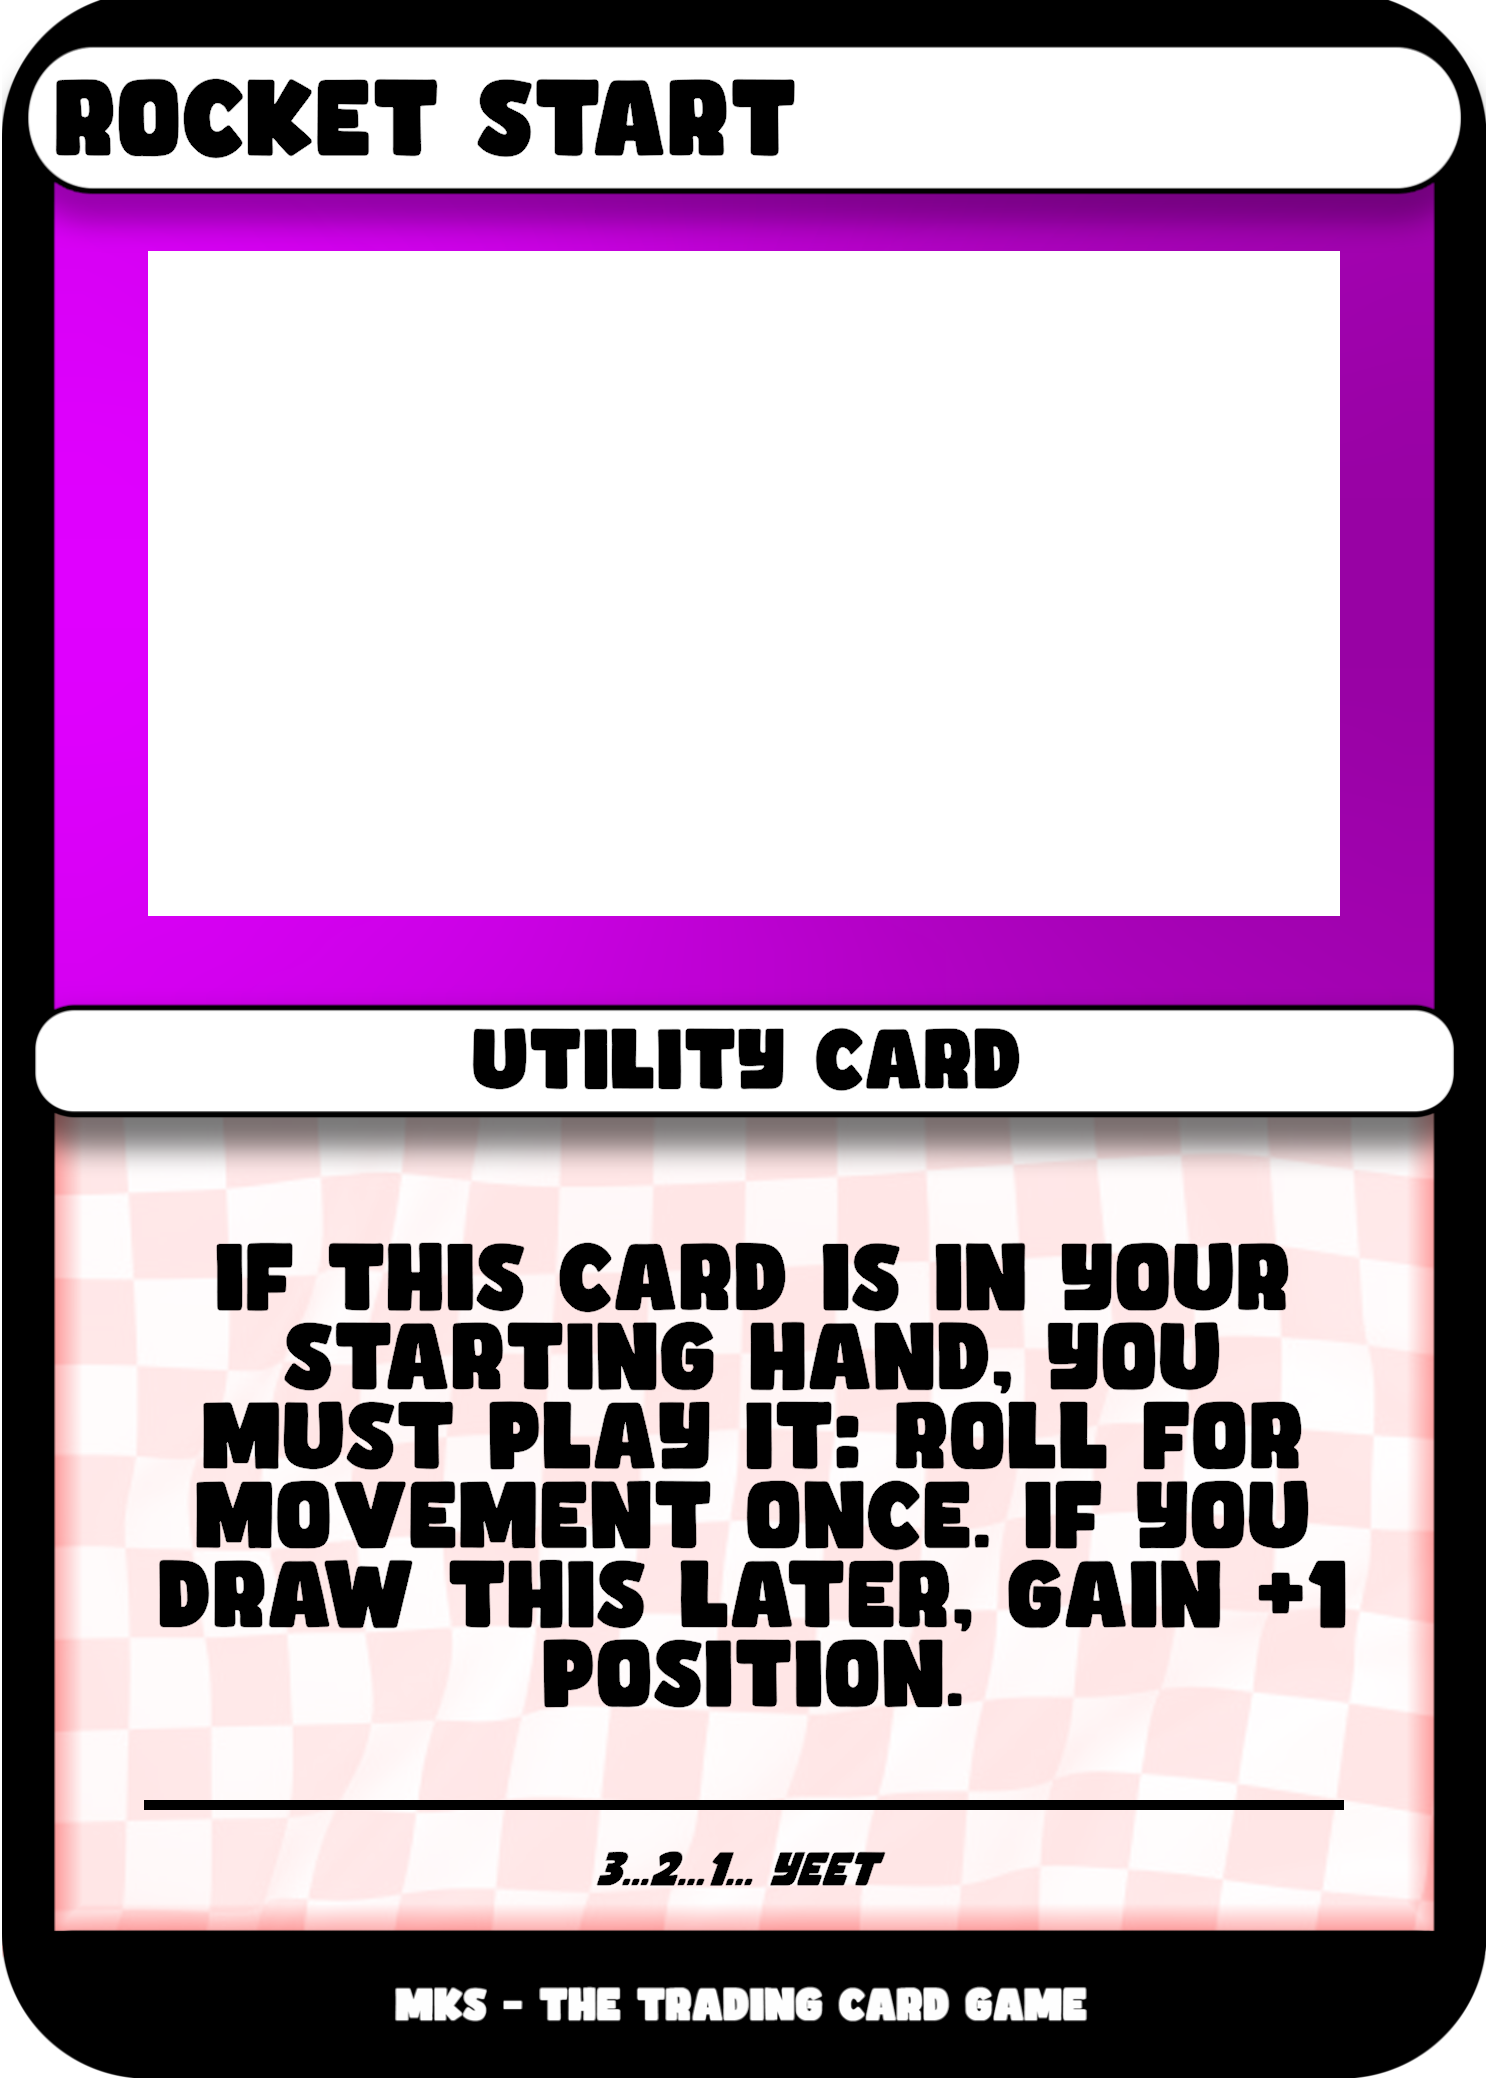 ROCKET START
UTILITY CARD
IF THIS CARD IS IN YOUR
STARTING HAND, YOU
MUST PLAY IT: ROLL FOR
MOVEMENT ONCE. IF YOU
DRAW THIS LATER, GAIN +1
POSITION.
3...2...1... YEET
MKS - THE TRADING CARD GAME